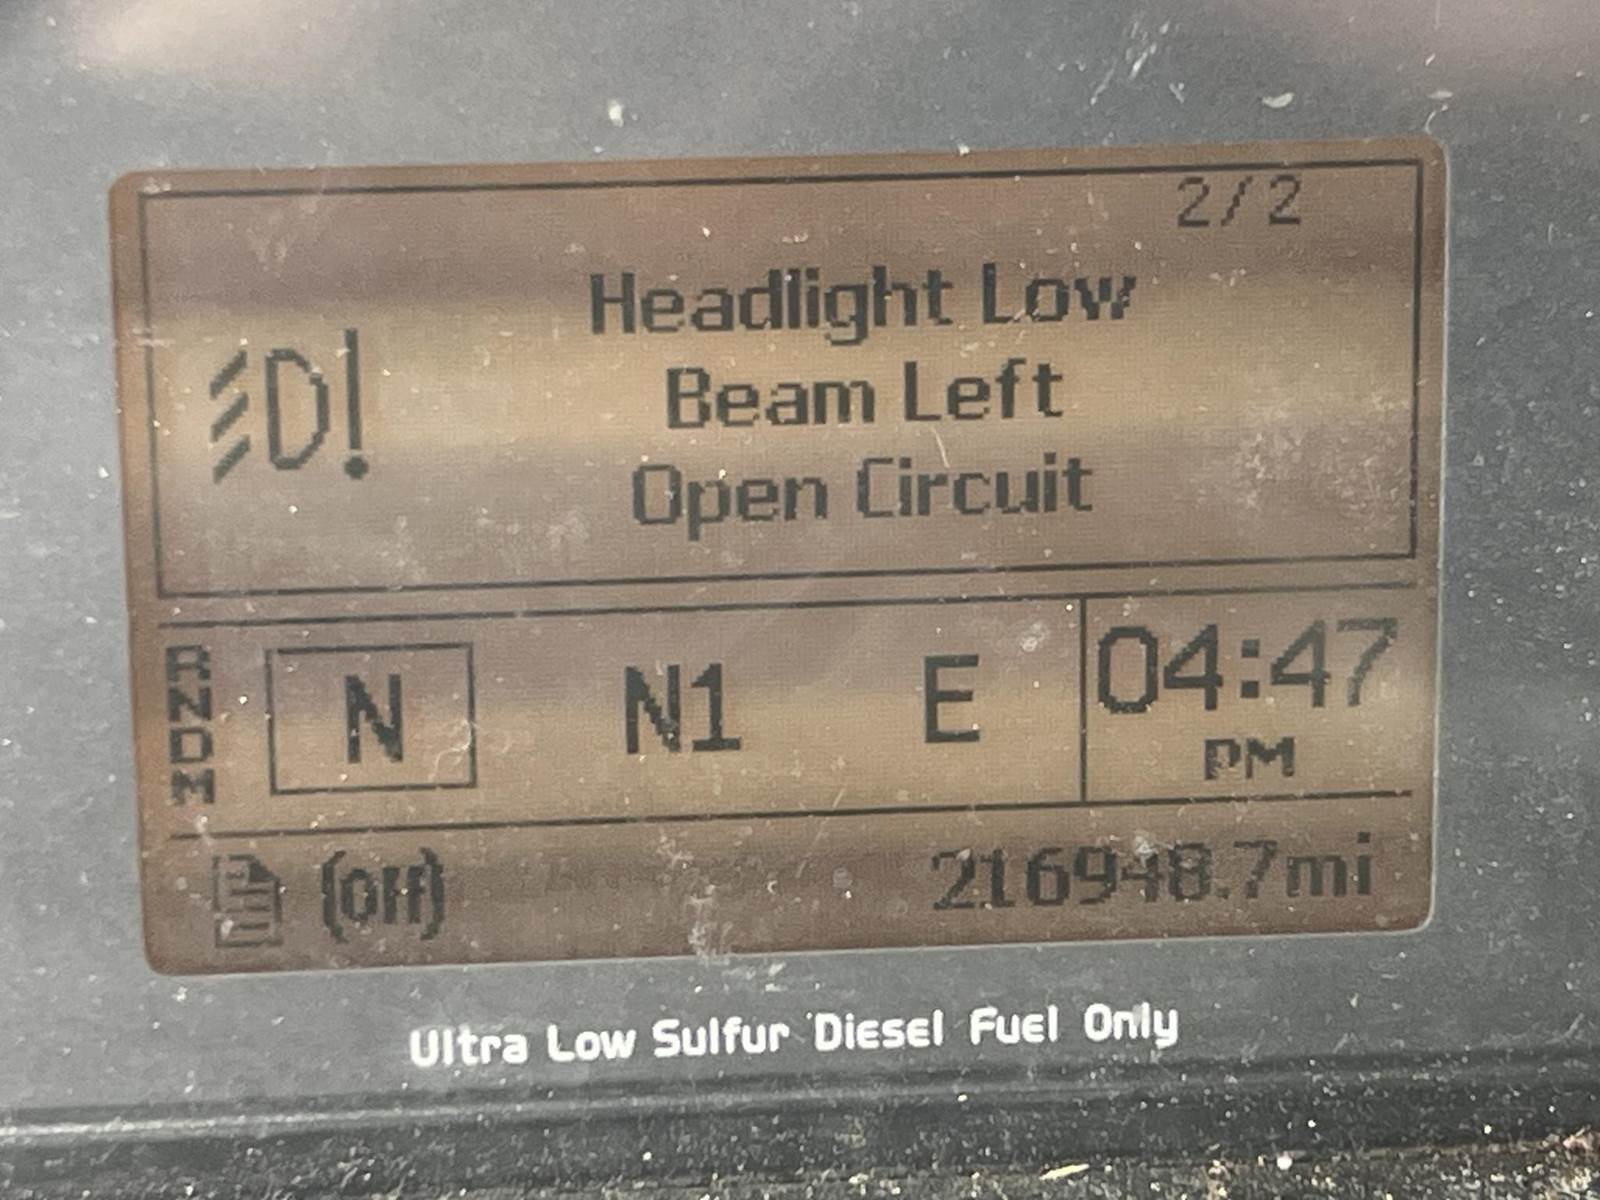 2/2
Headlight Low
Beam Left
Open Circuit
R
N
D
M
N N1 E
04:47
PM
(Off) 216948.7mi
Ultra Low Sulfur Diesel Fuel Only